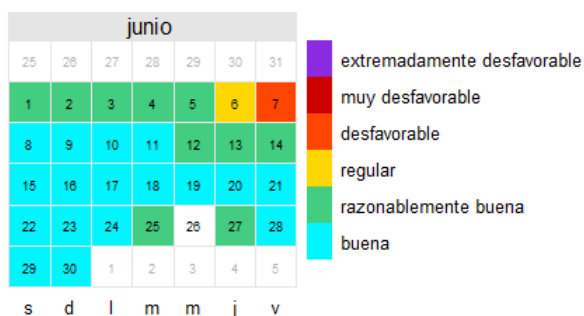 junio
25 26 27 28 29 30 31
1 2 3 4 5 6 7
8 9 10 11 12 13 14
15 16 17 18 19 20 21
22 23 24 25 26 27 28
29 30 1 2 3 4 5
s d l m m j v
extremadamente desfavorable
muy desfavorable
desfavorable
regular
razonablemente buena
buena